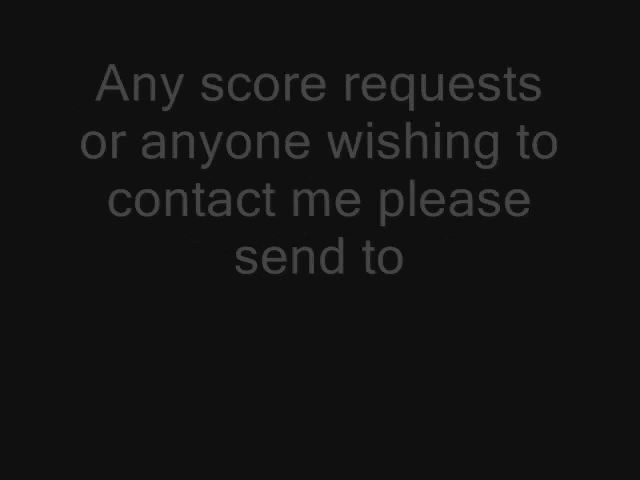 Any score requests
or anyone wishing to
contact me please
send to